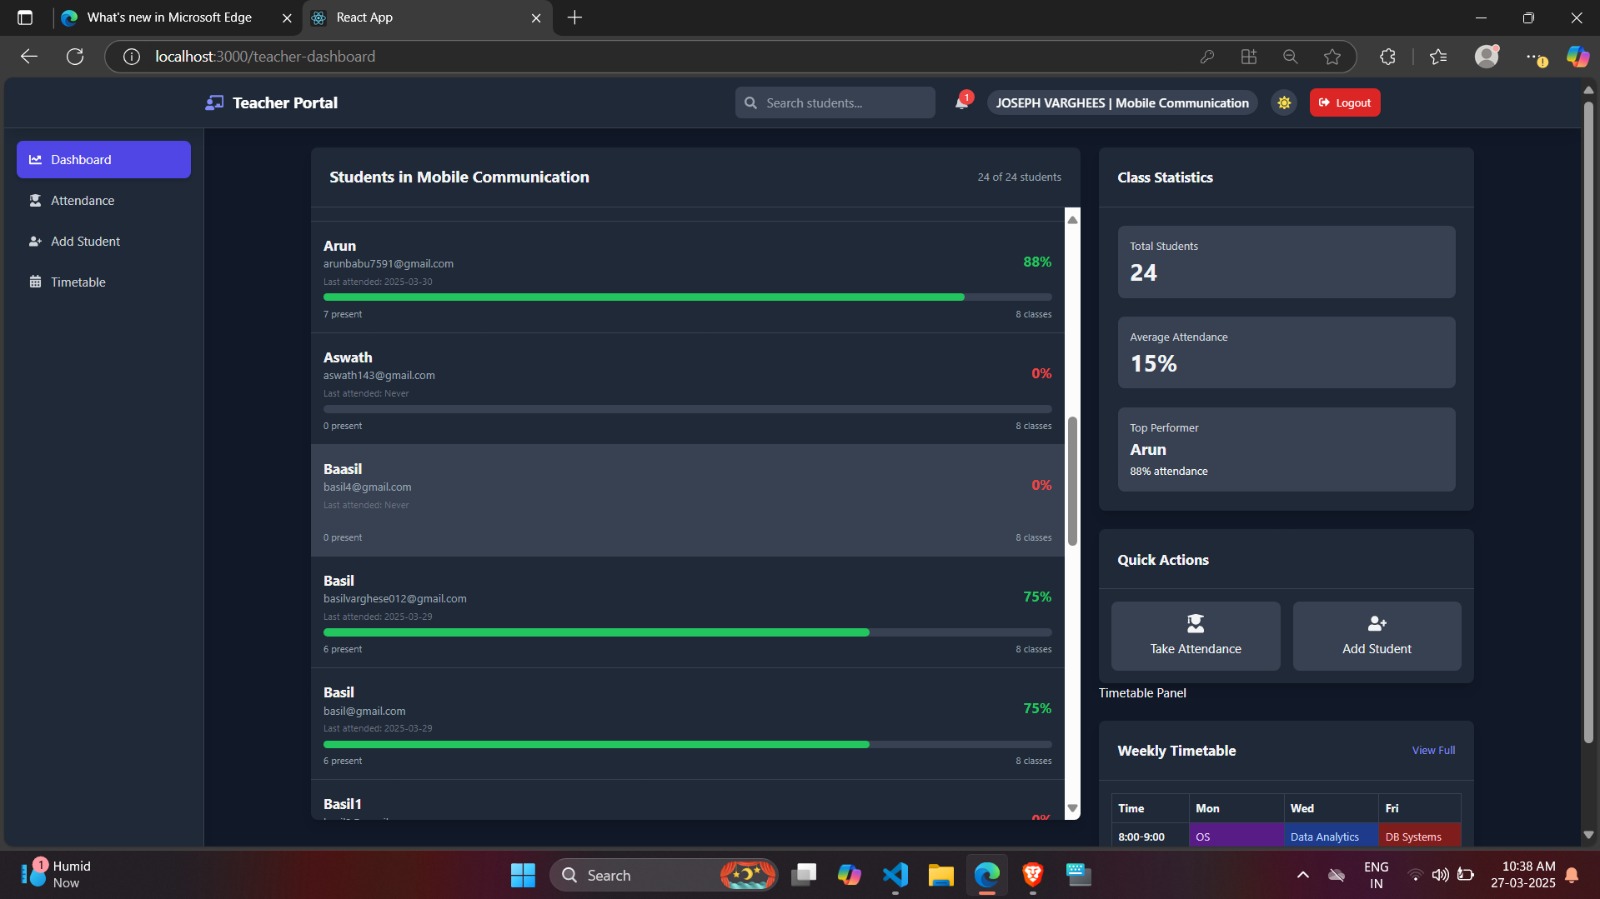 What's new in Microsoft Edge
React App
localhost:3000/teacher-dashboard
Teacher Portal
Search students...
1
JOSEPH VARGHEES | Mobile Communication
Logout
Dashboard
Attendance
Add Student
Timetable
Students in Mobile Communication
24 of 24 students
Arun
arunbabu7591@gmail.com
88%
Last attended: 2025-03-30
7 present
8 classes
Aswath
aswath143@gmail.com
0%
Last attended: Never
0 present
8 classes
Baasil
basil4@gmail.com
0%
Last attended: Never
0 present
8 classes
Basil
basilvarghese012@gmail.com
75%
Last attended: 2025-03-29
6 present
8 classes
Basil
basil@gmail.com
75%
Last attended: 2025-03-29
6 present
8 classes
Basil1
0%
Class Statistics
Total Students
24
Average Attendance
15%
Top Performer
Arun
88% attendance
Quick Actions
Take Attendance
Add Student
Timetable Panel
Weekly Timetable
View Full
Time Mon Wed Fri
8:00-9:00 OS Data Analytics DB Systems
1
Humid
Now
Search
ENG
IN
10:38 AM
27-03-2025